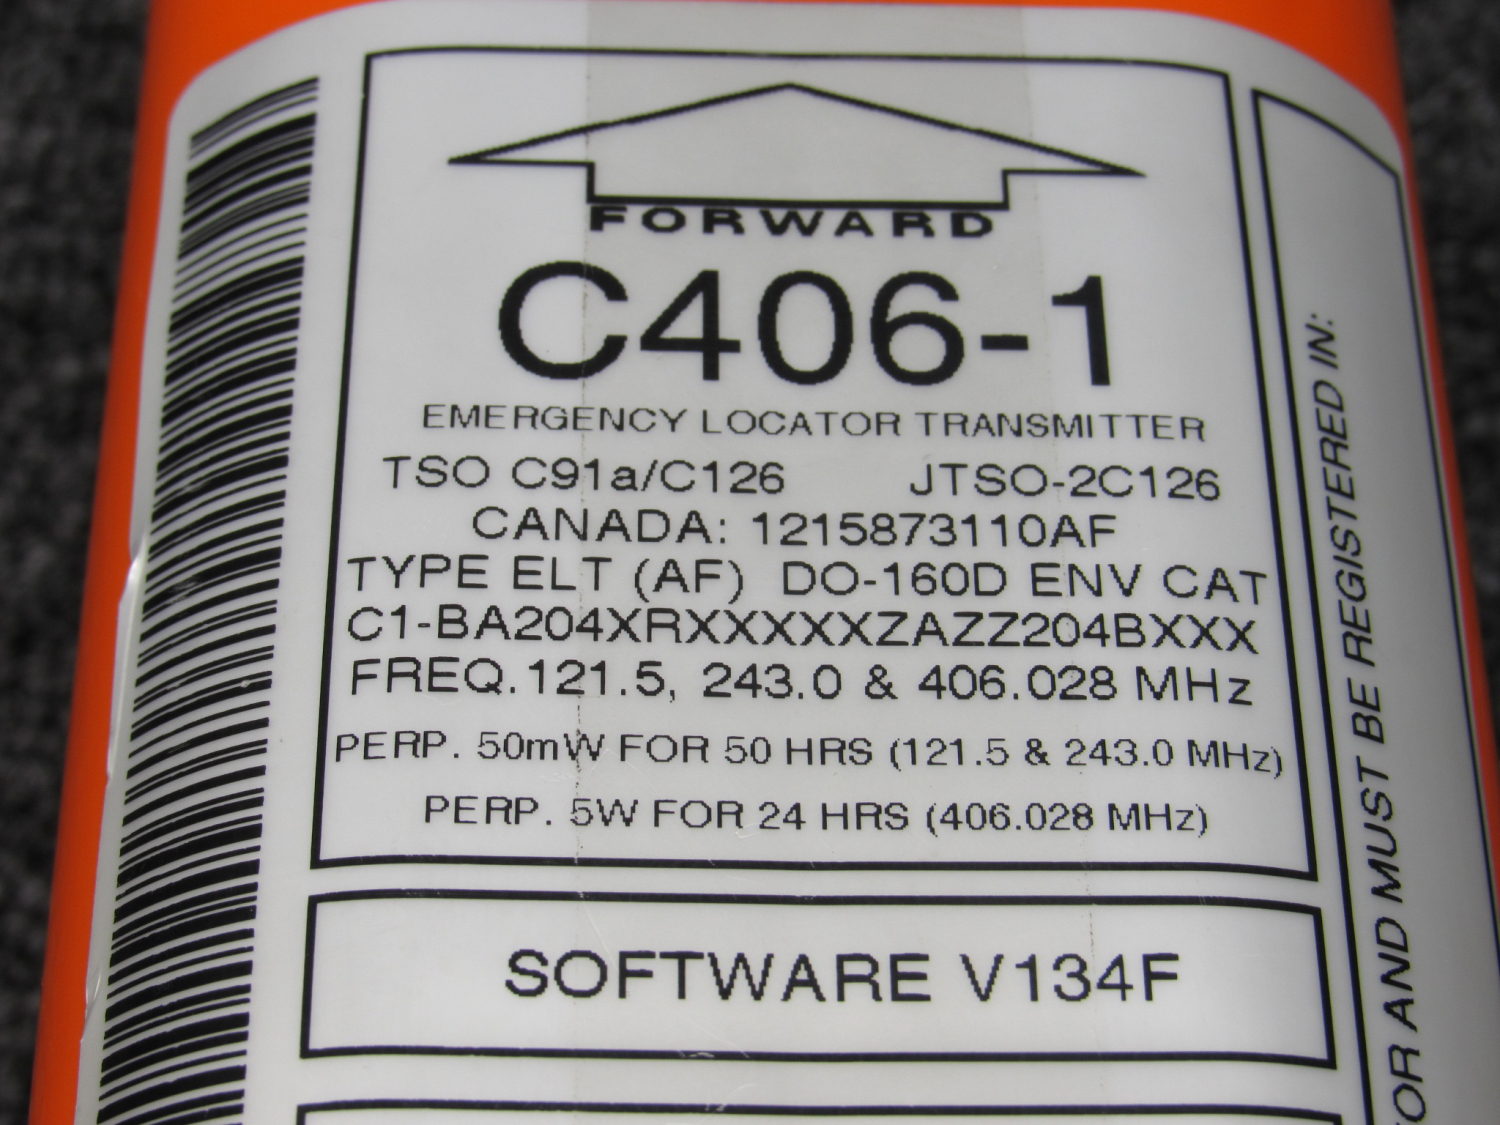 FORWARD
C406-1
EMERGENCY LOCATOR TRANSMITTER
TSO C91a/C126 JTSO-2C126
CANADA: 1215873110AF
TYPE ELT (AF) DO-160D ENV CAT
C1-BA204XRXXXXXZAZZ204BXXX
FREQ.121.5, 243.0 & 406.028 MHz
PERP. 50mW FOR 50 HRS (121.5 & 243.0 MHz)
PERP. 5W FOR 24 HRS (406.028 MHz)
SOFTWARE V134F
FOR AND MUST BE REGISTERED IN: